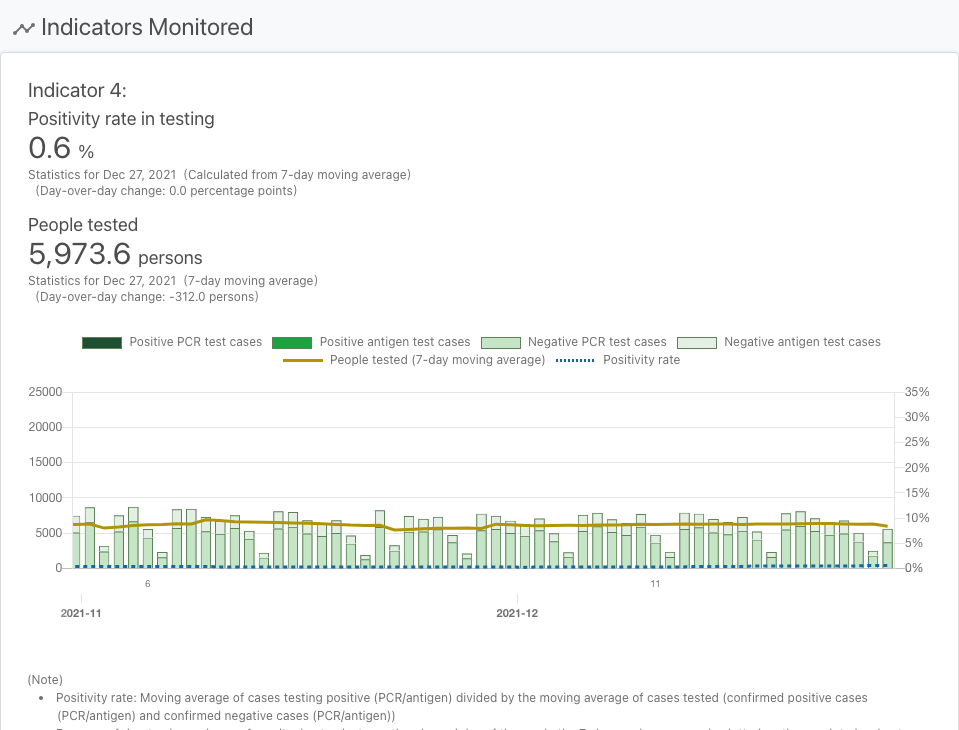 Indicators Monitored
Indicator 4:
Positivity rate in testing
0.6 %
Statistics for Dec 27, 2021 (Calculated from 7-day moving average)
(Day-over-day change: 0.0 percentage points)
People tested
5,973.6 persons
Statistics for Dec 27, 2021 (7-day moving average)
(Day-over-day change: -312.0 persons)
Positive PCR test cases Positive antigen test cases Negative PCR test cases Negative antigen test cases
People tested (7-day moving average) Positivity rate
25000 35%
30%
20000
25%
15000
20%
15%
10000
10%
5000
5%
0 0%
6 11
2021-11 2021-12
(Note)
• Positivity rate: Moving average of cases testing positive (PCR/antigen) divided by the moving average of cases tested (confirmed positive cases
(PCR/antigen) and confirmed negative cases (PCR/antigen))